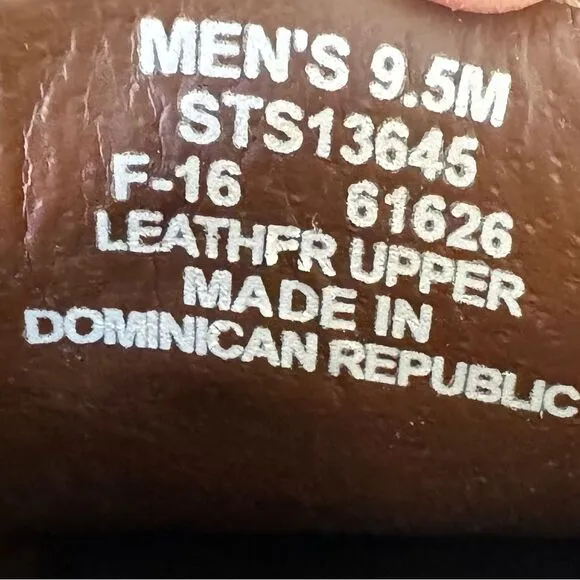 MEN'S 9.5M
STS13645
F-16 61626
LEATHFR UPPER
MADE IN
DOMINICAN REPUBLIC